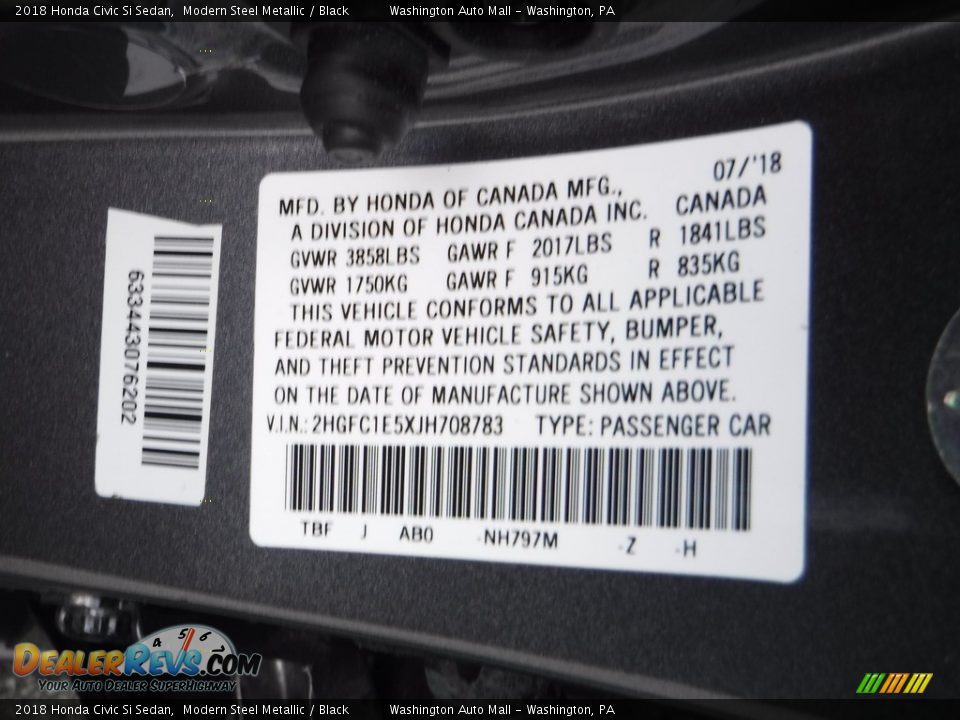 2018 Honda Civic Si Sedan, Modern Steel Metallic / Black Washington Auto Mall - Washington, PA
07/'18
MFD. BY HONDA OF CANADA MFG.,
A DIVISION OF HONDA CANADA INC. CANADA
GVWR 3858LBS GAWR F 2017LBS R 1841LBS
GVWR 1750KG GAWR F 915KG R 835KG
THIS VEHICLE CONFORMS TO ALL APPLICABLE
FEDERAL MOTOR VEHICLE SAFETY, BUMPER,
AND THEFT PREVENTION STANDARDS IN EFFECT
ON THE DATE OF MANUFACTURE SHOWN ABOVE.
V.I.N.: 2HGFC1E5XJH708783 TYPE: PASSENGER CAR
TBF J AB0 -NH797M -Z -H
633443076202
4 5 6
DEALERREVS.COM
YOUR AUTO DEALER SUPERHIGHWAY
2018 Honda Civic Si Sedan, Modern Steel Metallic / Black Washington Auto Mall - Washington, PA